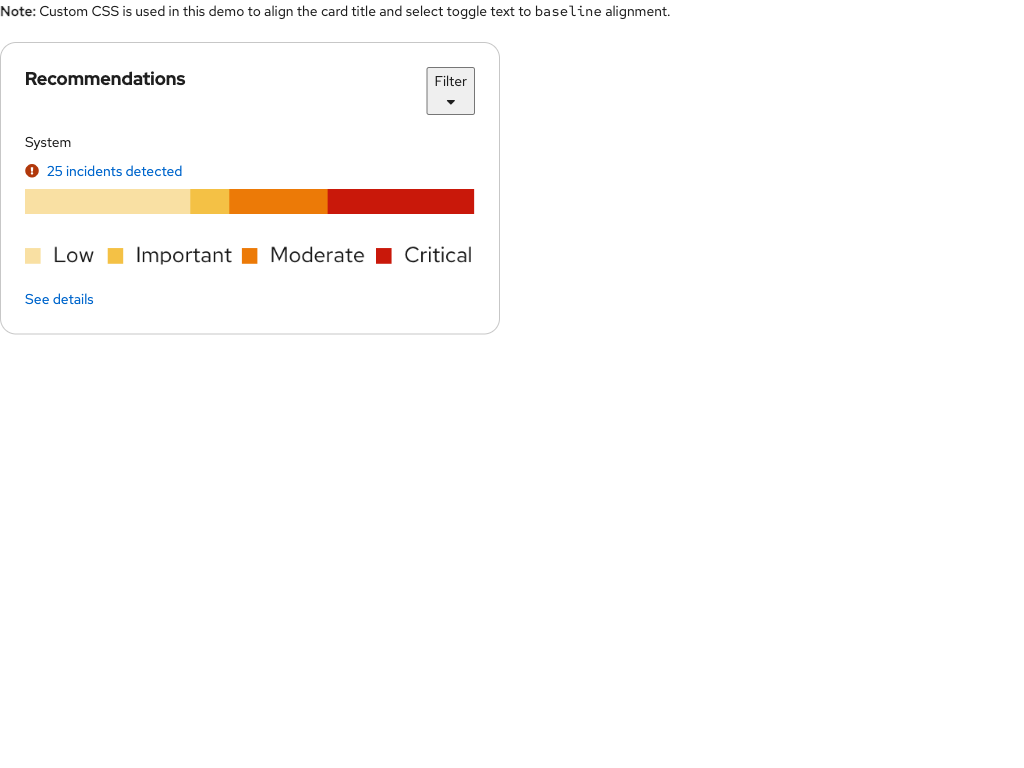 Note: Custom CSS is used in this demo to align the card title and select toggle text to baseline alignment.
Recommendations
Filter
System
25 incidents detected
Low Important Moderate Critical
See details